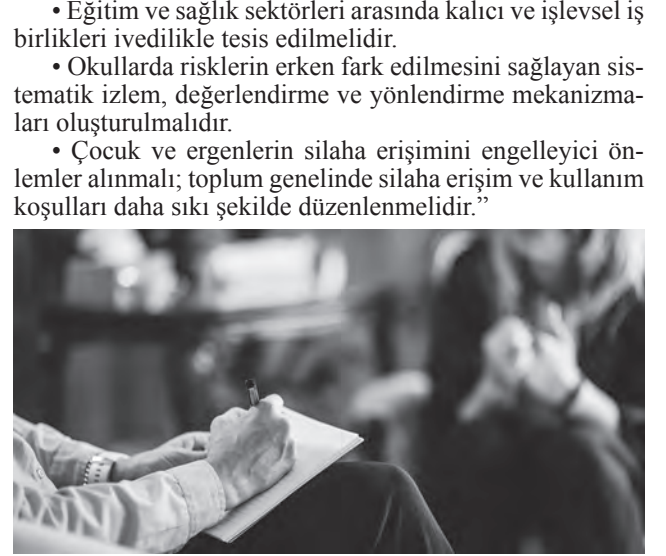 • Eğitim ve sağlık sektörleri arasında kalıcı ve işlevsel iş
birlikleri ivedilikle tesis edilmelidir.
• Okullarda risklerin erken fark edilmesini sağlayan sis-
tematik izlem, değerlendirme ve yönlendirme mekanizma-
ları oluşturulmalıdır.
• Çocuk ve ergenlerin silaha erişimini engelleyici ön-
lemler alınmalı; toplum genelinde silaha erişim ve kullanım
koşulları daha sıkı şekilde düzenlenmelidir.”